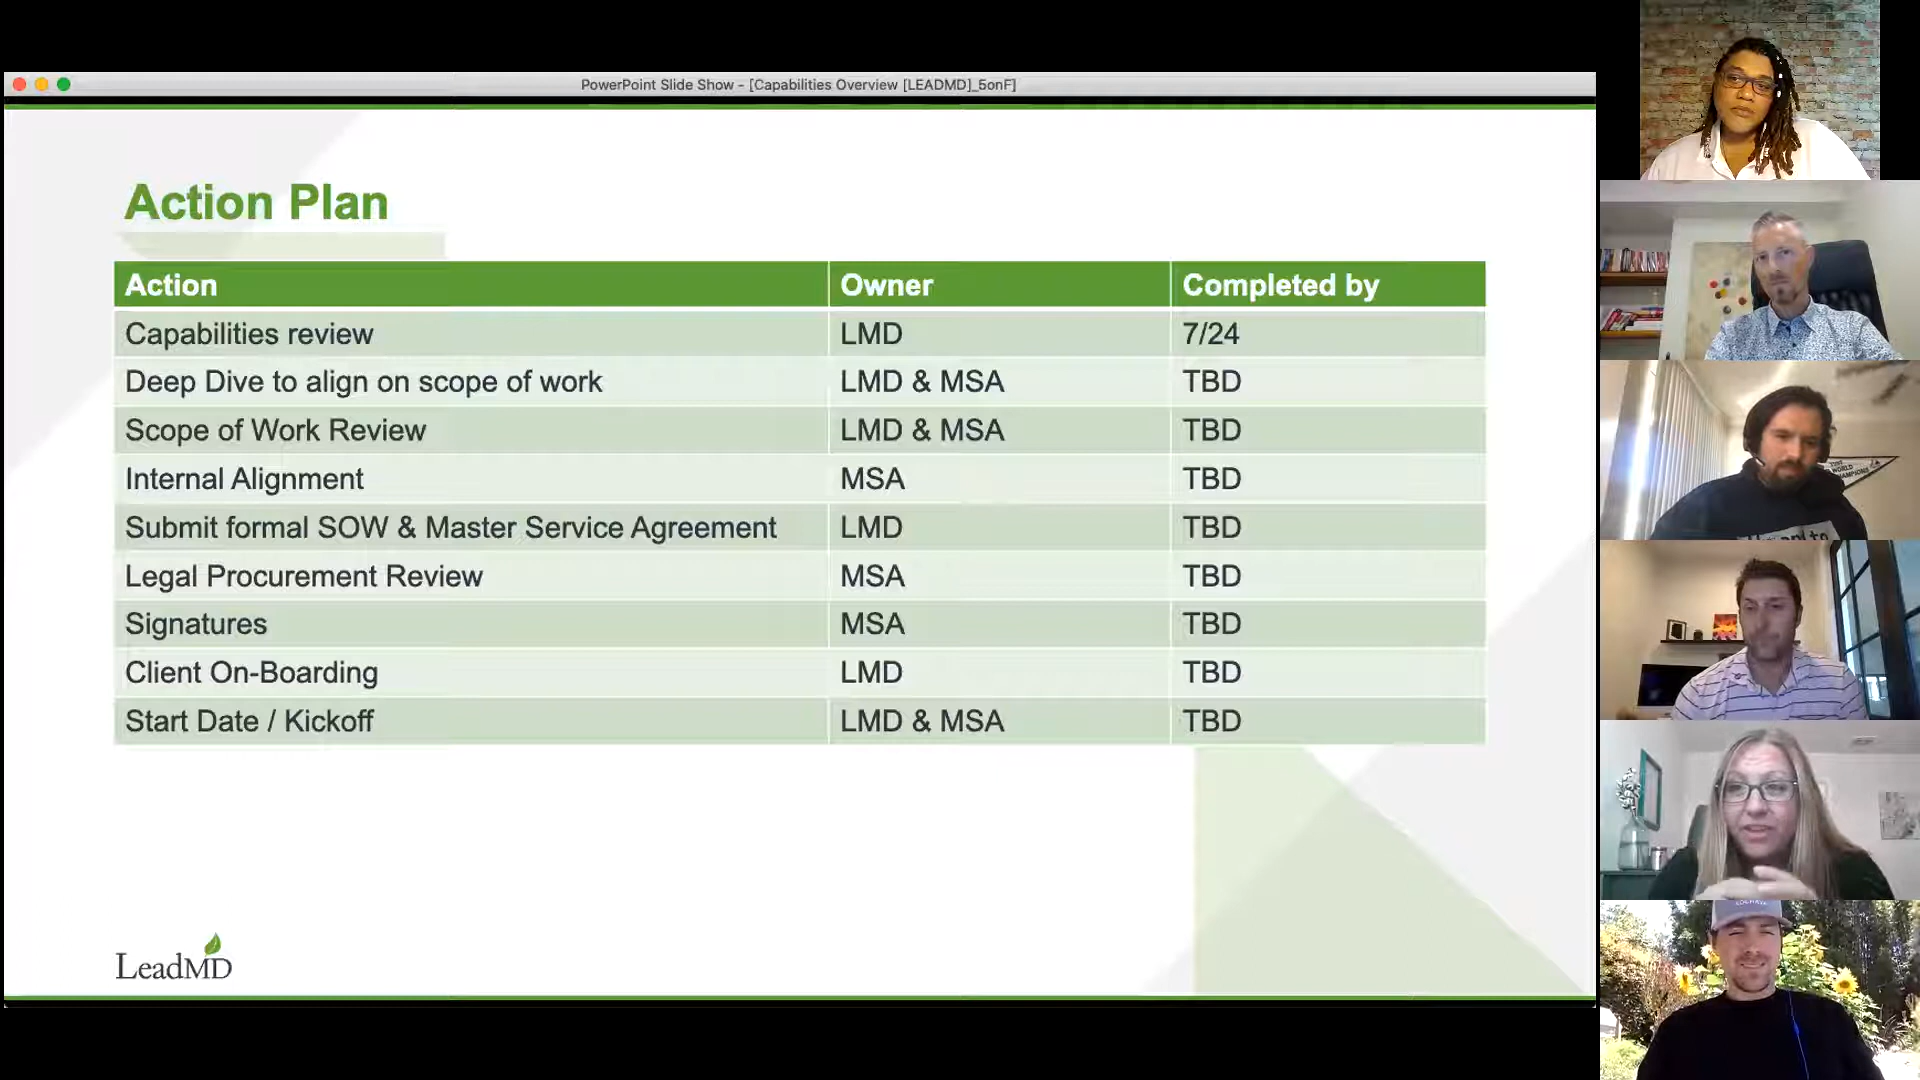 PowerPoint Slide Show - [Capabilities Overview [LEADMD]_5onF]
Action Plan
Action Owner Completed by
Capabilities review LMD 7/24
Deep Dive to align on scope of work LMD & MSA TBD
Scope of Work Review LMD & MSA TBD
Internal Alignment MSA TBD
Submit formal SOW & Master Service Agreement LMD TBD
Legal Procurement Review MSA TBD
Signatures MSA TBD
Client On-Boarding LMD TBD
Start Date / Kickoff LMD & MSA TBD
LeadMD
WORLD